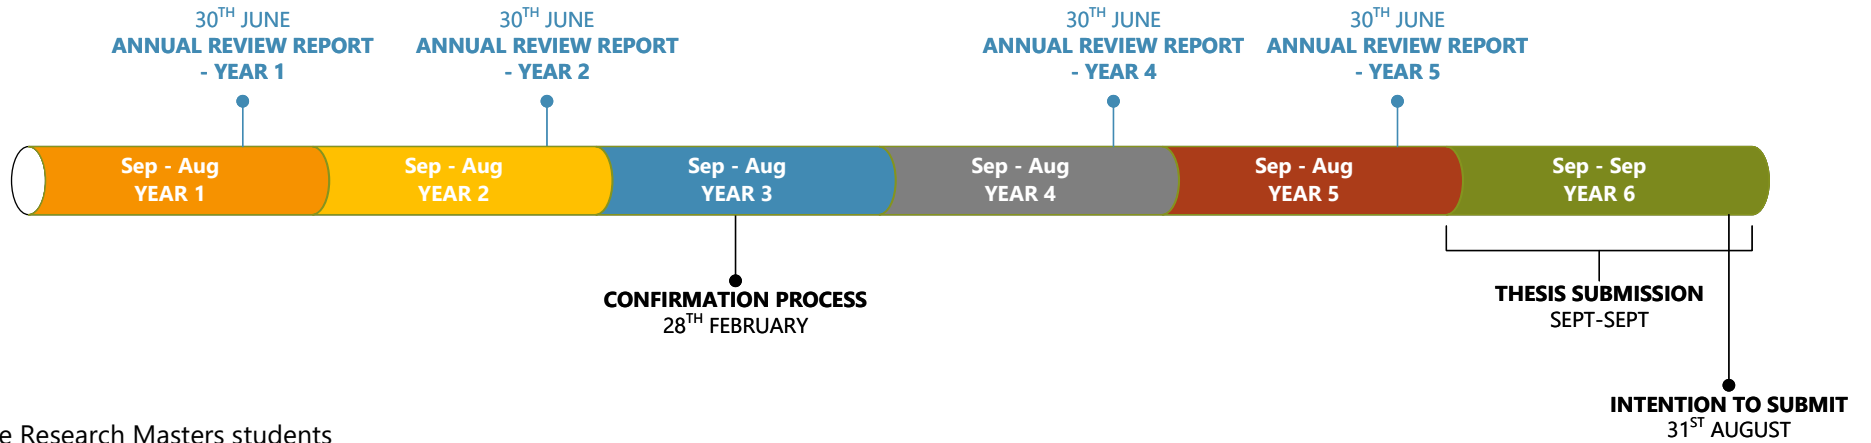 30TH JUNE
ANNUAL REVIEW REPORT
- YEAR 1
30TH JUNE
ANNUAL REVIEW REPORT
- YEAR 2
30TH JUNE
ANNUAL REVIEW REPORT
- YEAR 4
30TH JUNE
ANNUAL REVIEW REPORT
- YEAR 5
Sep - Aug
YEAR 1
Sep - Aug
YEAR 2
Sep - Aug
YEAR 3
Sep - Aug
YEAR 4
Sep - Aug
YEAR 5
Sep - Sep
YEAR 6
CONFIRMATION PROCESS
28TH FEBRUARY
THESIS SUBMISSION
SEPT-SEPT
INTENTION TO SUBMIT
31ST AUGUST
e Research Masters students